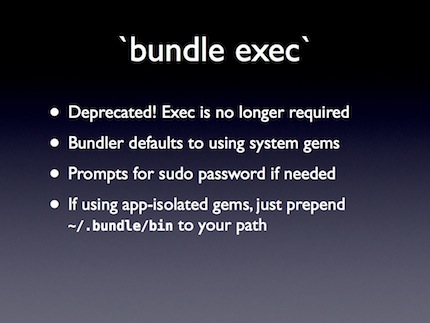 `bundle exec`
• Deprecated! Exec is no longer required
• Bundler defaults to using system gems
• Prompts for sudo password if needed
• If using app-isolated gems, just prepend
~/.bundle/bin to your path